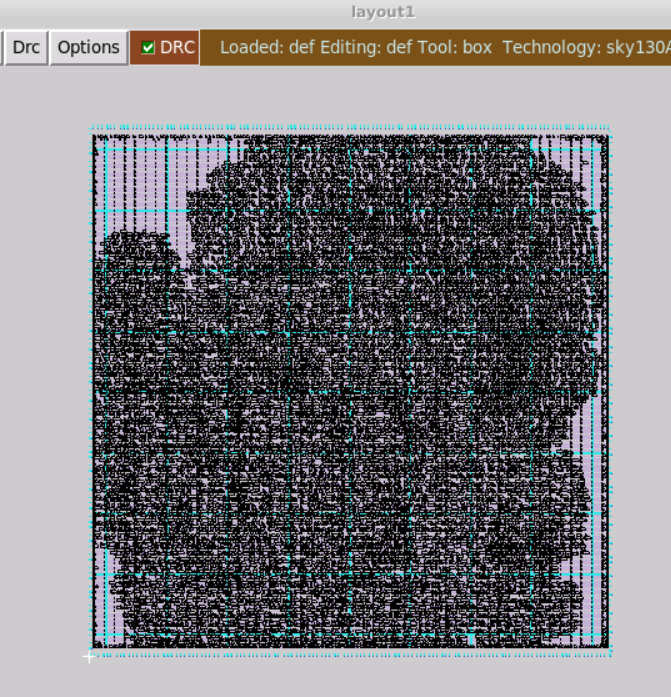 layout1
Drc Options DRC Loaded: def Editing: def Tool: box Technology: sky130A